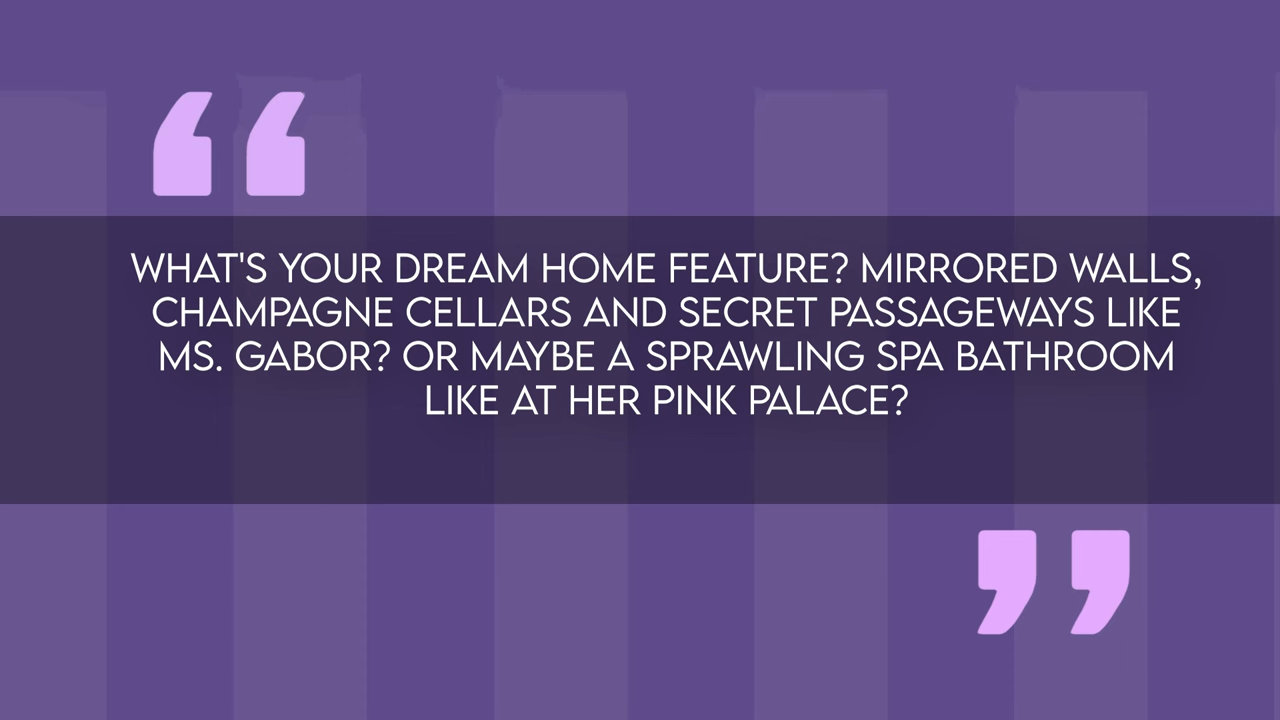 “
WHAT'S YOUR DREAM HOME FEATURE? MIRRORED WALLS,
CHAMPAGNE CELLARS AND SECRET PASSAGEWAYS LIKE
MS. GABOR? OR MAYBE A SPRAWLING SPA BATHROOM
LIKE AT HER PINK PALACE?
”